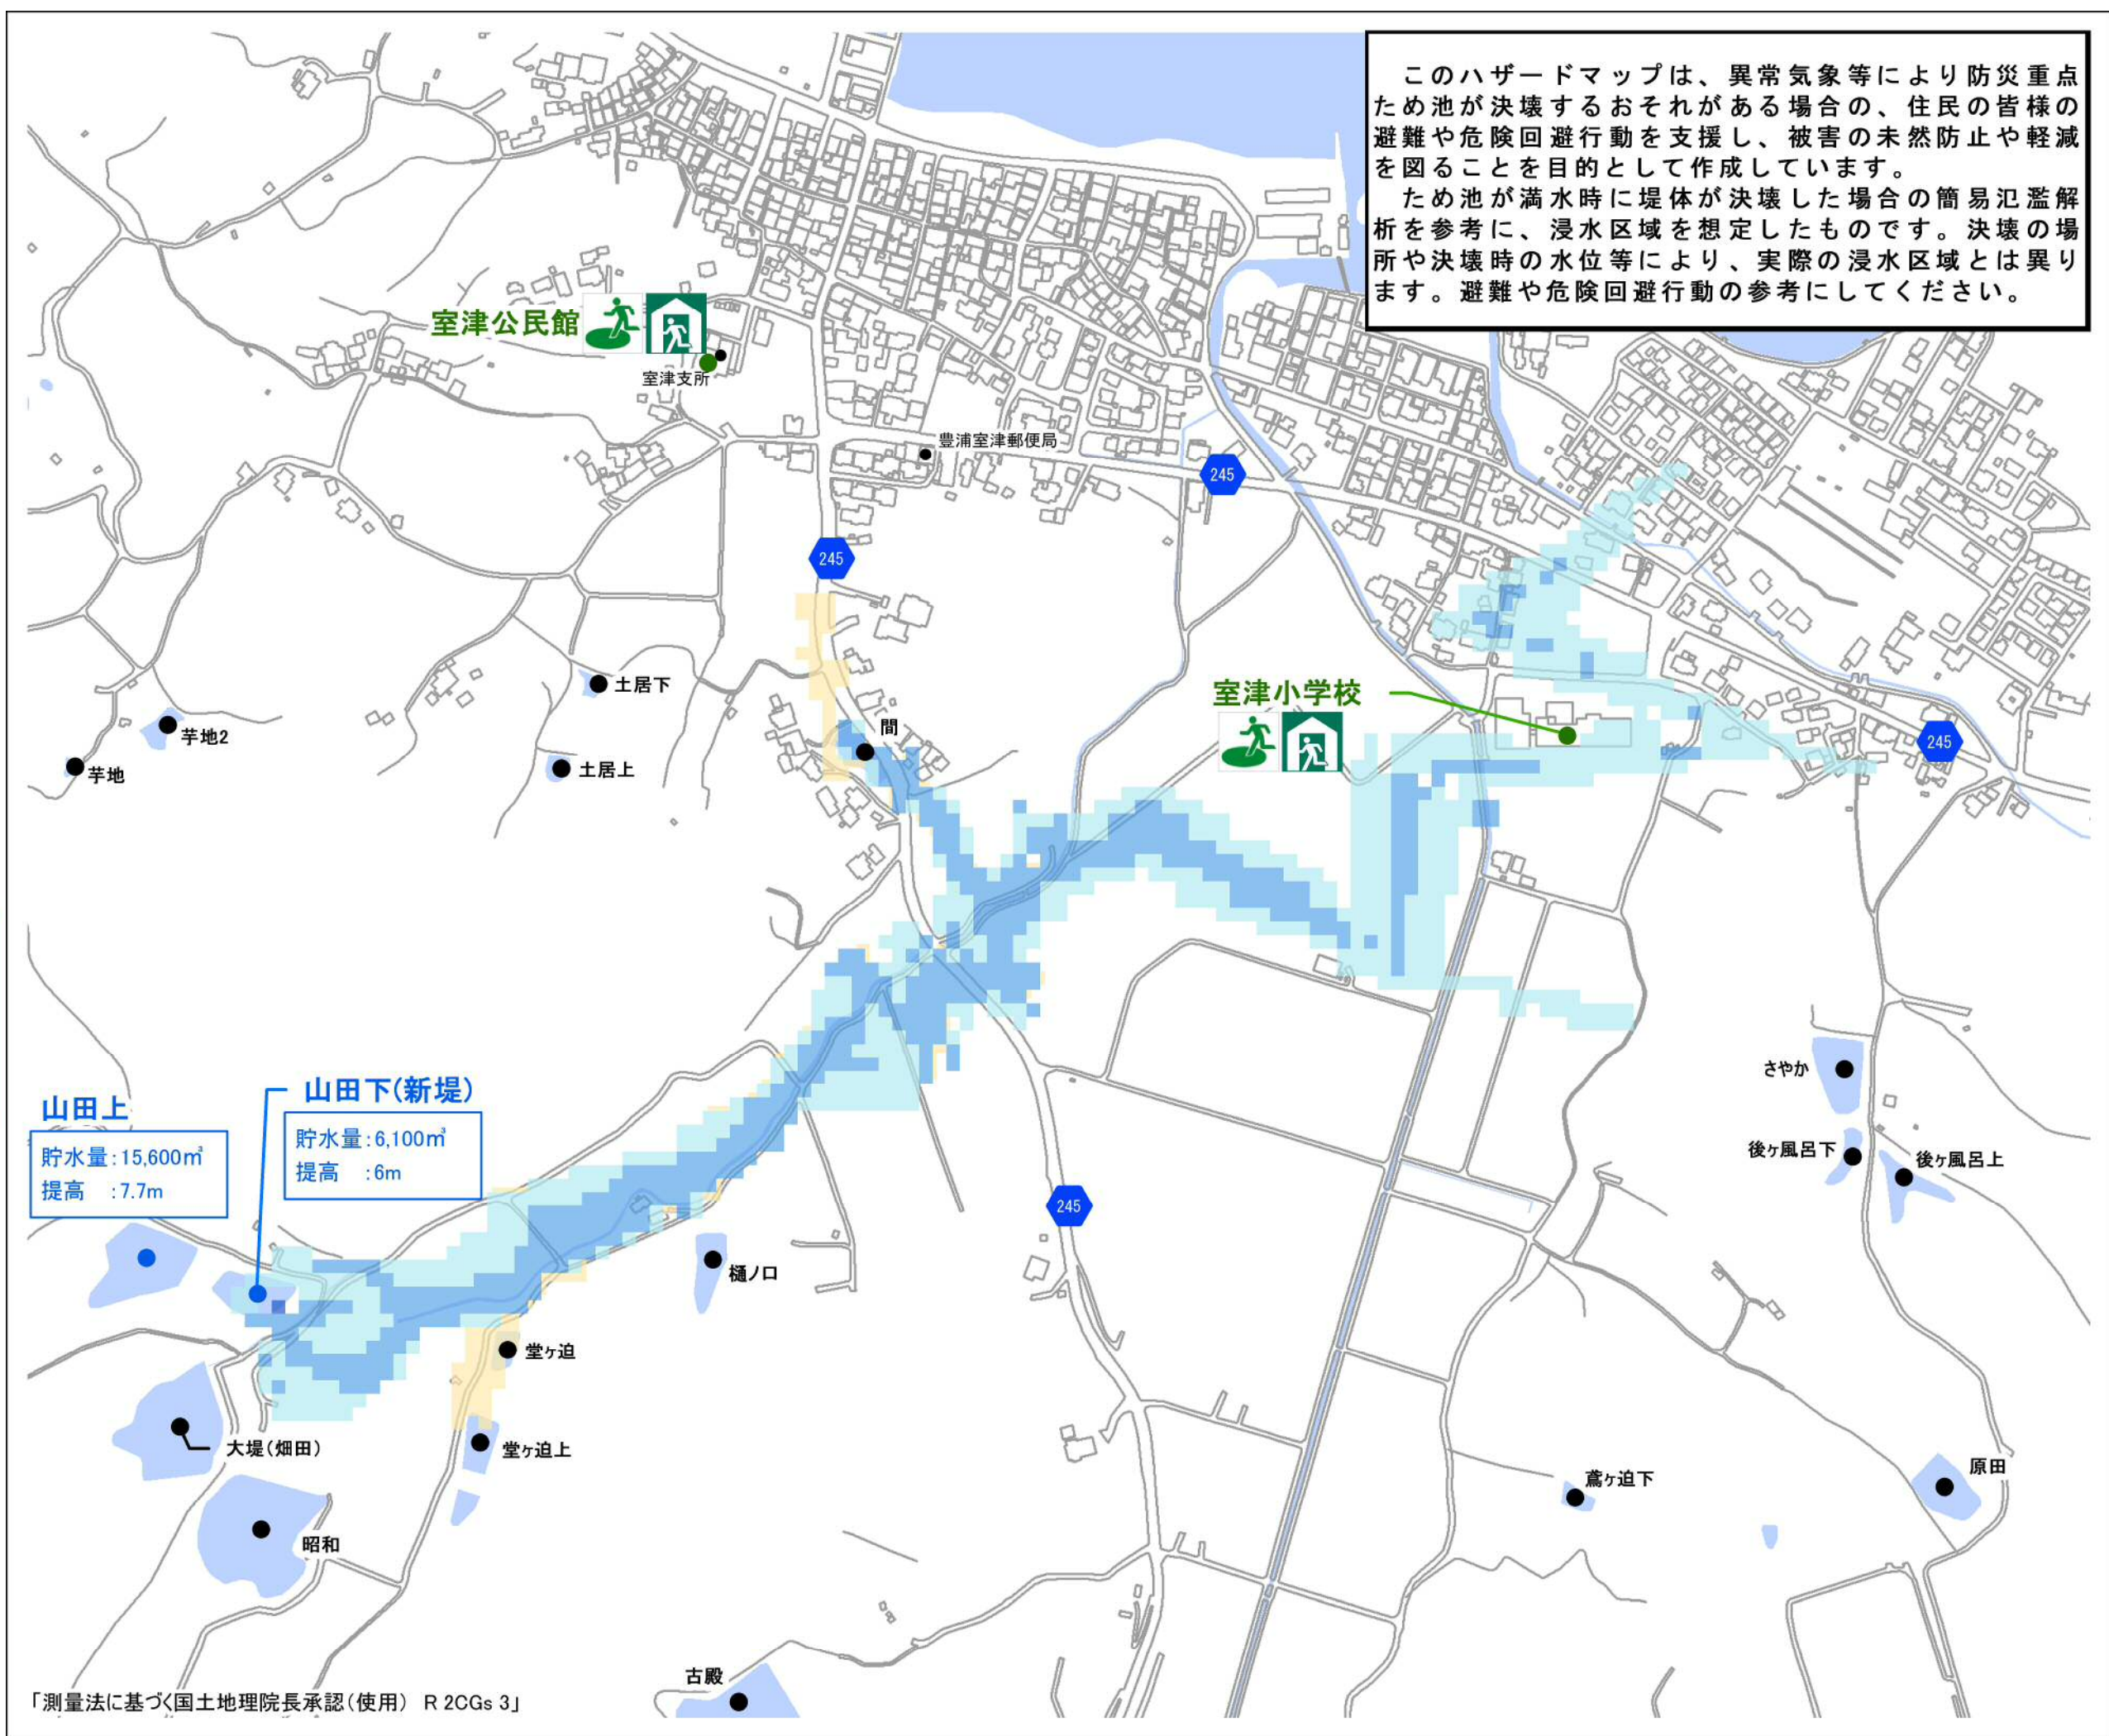 このハザードマップは、異常気象等により防災重点
ため池が決壊するおそれがある場合の、住民の皆様の
避難や危険回避行動を支援し、被害の未然防止や軽減
を図ることを目的として作成しています。
ため池が満水時に堤体が決壊した場合の簡易氾濫解
析を参考に、浸水区域を想定したものです。決壊の場
所や決壊時の水位等により、実際の浸水区域とは異り
ます。避難や危険回避行動の参考にしてください。
室津公民館
室津支所
豊浦室津郵便局
245
245
土居下
室津小学校
芋地2
間
245
芋地
土居上
さやか
山田下(新堤)
山田上
貯水量:6,100㎥
提高 :6m
貯水量:15,600㎥
提高 :7.7m
後ヶ風呂下
後ヶ風呂上
245
樋ノ口
堂ヶ迫
大堤(畑田)
堂ヶ迫上
原田
鳶ヶ迫下
昭和
古殿
「測量法に基づく国土地理院長承認(使用) R 2CGs 3」